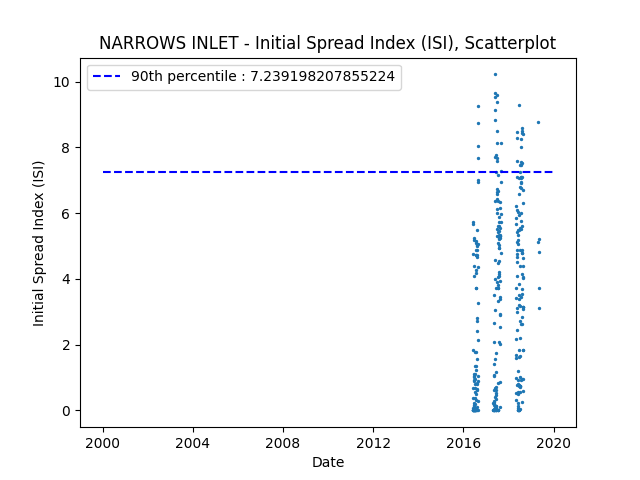 NARROWS INLET - Initial Spread Index (ISI), Scatterplot
90th percentile : 7.239198207855224
10
8
6
4
2
0
Initial Spread Index (ISI)
2000 2004 2008 2012 2016 2020
Date